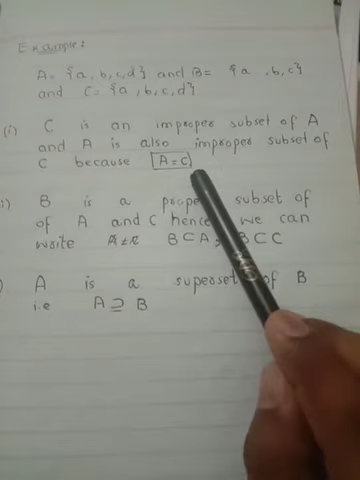 Example:
A = {a, b, c, d} and B = {a, b, c}
and C = {a, b, c, d}
(i) C is an improper subset of A
and A is also improper subset of
C because A = C
i) B is a proper subset of
of A and C hence we can
write B ⊂ A, B ⊂ C
) A is a superset of B
i.e A ⊇ B